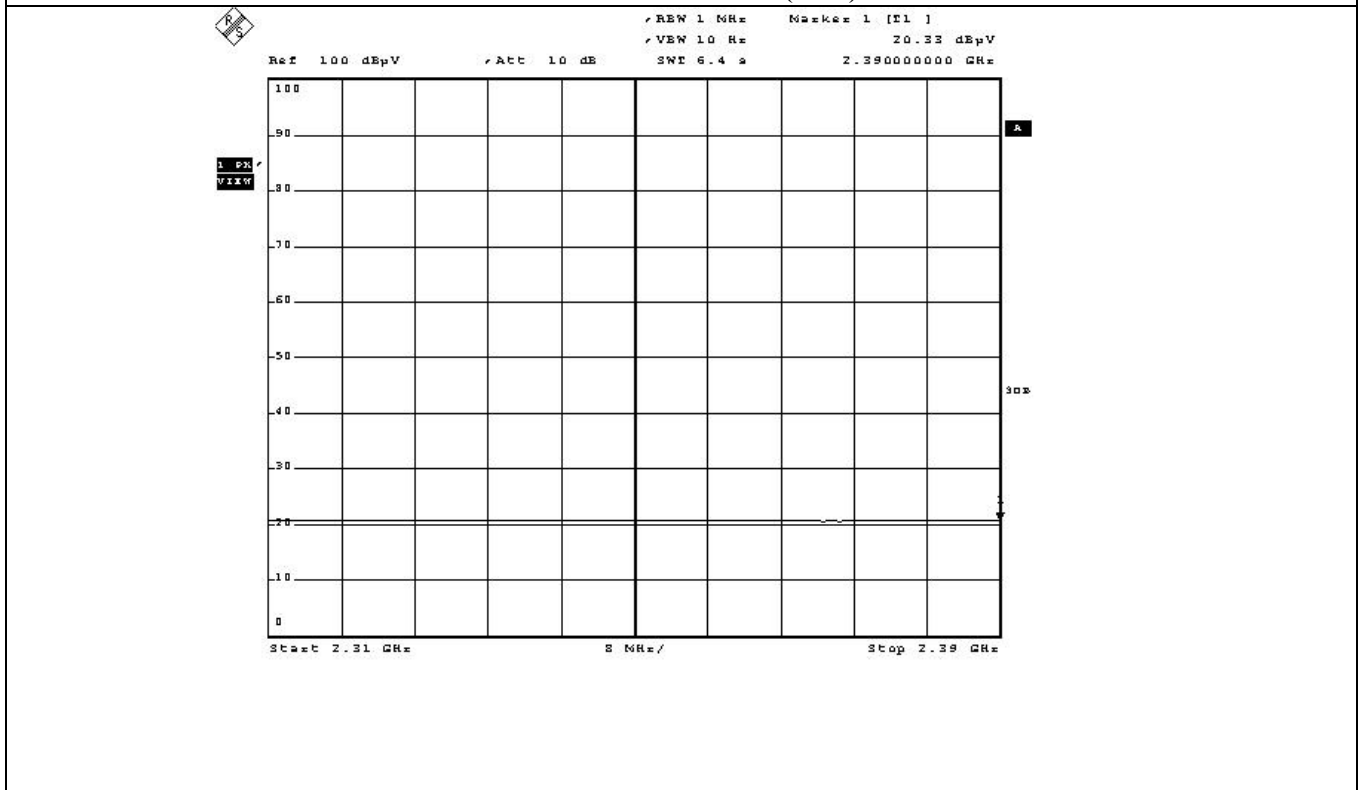 R S
RBW 1 MHz Marker 1 [T1 ]
VBW 10 Hz 20.33 dBµV
Ref 100 dBµV Att 10 dB SWT 6.4 s 2.390000000 GHz
100
90
A
1 PK
VIEW
80
70
60
50
3DB
40
30
1
20
10
0
Start 2.31 GHz 8 MHz/ Stop 2.39 GHz